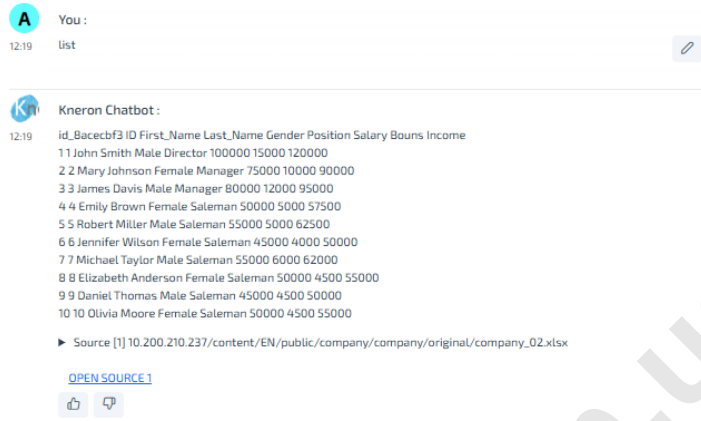 A
You :
12:19
list
Kn
Kneron Chatbot :
12:19
id_8acecbf3 ID First_Name Last_Name Gender Position Salary Bouns Income
1 1 John Smith Male Director 100000 15000 120000
2 2 Mary Johnson Female Manager 75000 10000 90000
3 3 James Davis Male Manager 80000 12000 95000
4 4 Emily Brown Female Saleman 50000 5000 57500
5 5 Robert Miller Male Saleman 55000 5000 62500
6 6 Jennifer Wilson Female Saleman 45000 4000 50000
7 7 Michael Taylor Male Saleman 55000 6000 62000
8 8 Elizabeth Anderson Female Saleman 50000 4500 55000
9 9 Daniel Thomas Male Saleman 45000 4500 50000
10 10 Olivia Moore Female Saleman 50000 4500 55000
▶ Source [1] 10.200.210.237/content/EN/public/company/company/original/company_02.xlsx
OPEN SOURCE 1